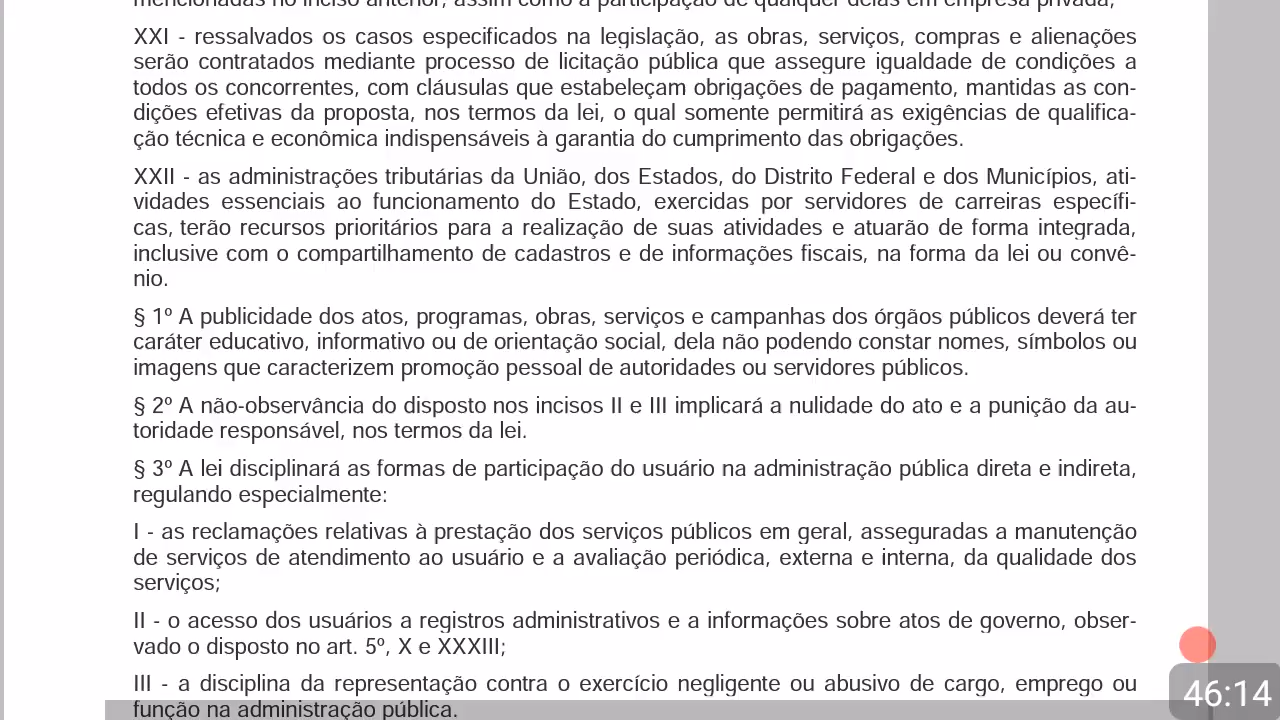 mencionadas no inciso anterior, assim como a participação de qualquer delas em empresa privada;
XXI - ressalvados os casos especificados na legislação, as obras, serviços, compras e alienações
serão contratados mediante processo de licitação pública que assegure igualdade de condições a
todos os concorrentes, com cláusulas que estabeleçam obrigações de pagamento, mantidas as con-
dições efetivas da proposta, nos termos da lei, o qual somente permitirá as exigências de qualifica-
ção técnica e econômica indispensáveis à garantia do cumprimento das obrigações.
XXII - as administrações tributárias da União, dos Estados, do Distrito Federal e dos Municípios, ati-
vidades essenciais ao funcionamento do Estado, exercidas por servidores de carreiras específi-
cas, terão recursos prioritários para a realização de suas atividades e atuarão de forma integrada,
inclusive com o compartilhamento de cadastros e de informações fiscais, na forma da lei ou convê-
nio.
§ 1º A publicidade dos atos, programas, obras, serviços e campanhas dos órgãos públicos deverá ter
caráter educativo, informativo ou de orientação social, dela não podendo constar nomes, símbolos ou
imagens que caracterizem promoção pessoal de autoridades ou servidores públicos.
§ 2º A não-observância do disposto nos incisos II e III implicará a nulidade do ato e a punição da au-
toridade responsável, nos termos da lei.
§ 3º A lei disciplinará as formas de participação do usuário na administração pública direta e indireta,
regulando especialmente:
I - as reclamações relativas à prestação dos serviços públicos em geral, asseguradas a manutenção
de serviços de atendimento ao usuário e a avaliação periódica, externa e interna, da qualidade dos
serviços;
II - o acesso dos usuários a registros administrativos e a informações sobre atos de governo, obser-
vado o disposto no art. 5º, X e XXXIII;
III - a disciplina da representação contra o exercício negligente ou abusivo de cargo, emprego ou
função na administração pública.
46:14